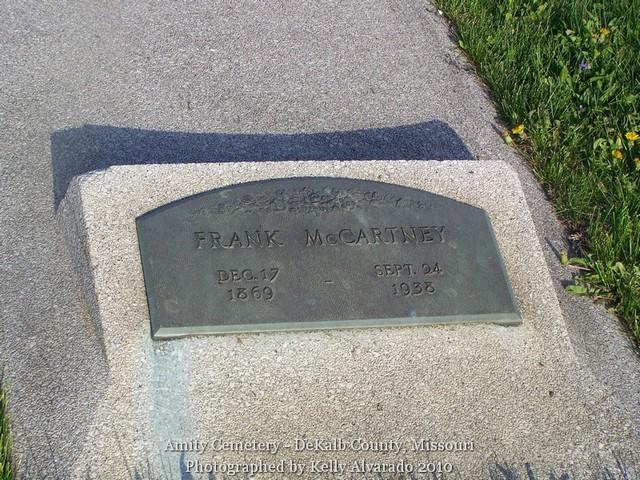 FRANK McCARTNEY
DEC. 17 SEPT. 24
1869 – 1938
Amity Cemetery - DeKalb County, Missouri
Photographed by Kelly Alvarado 2010